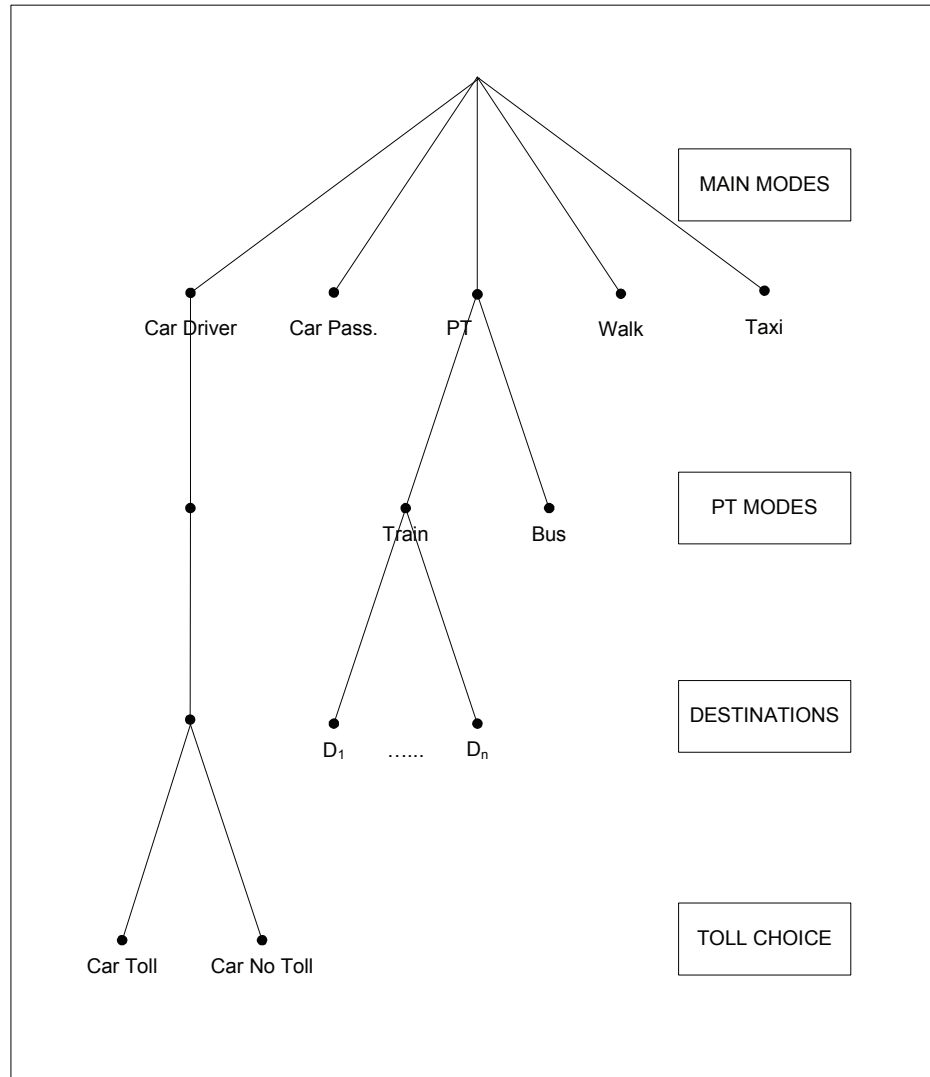 MAIN MODES
Car Driver
Car Pass.
PT
Walk
Taxi
PT MODES
Train
Bus
DESTINATIONS
D₁
......
Dₙ
TOLL CHOICE
Car Toll
Car No Toll